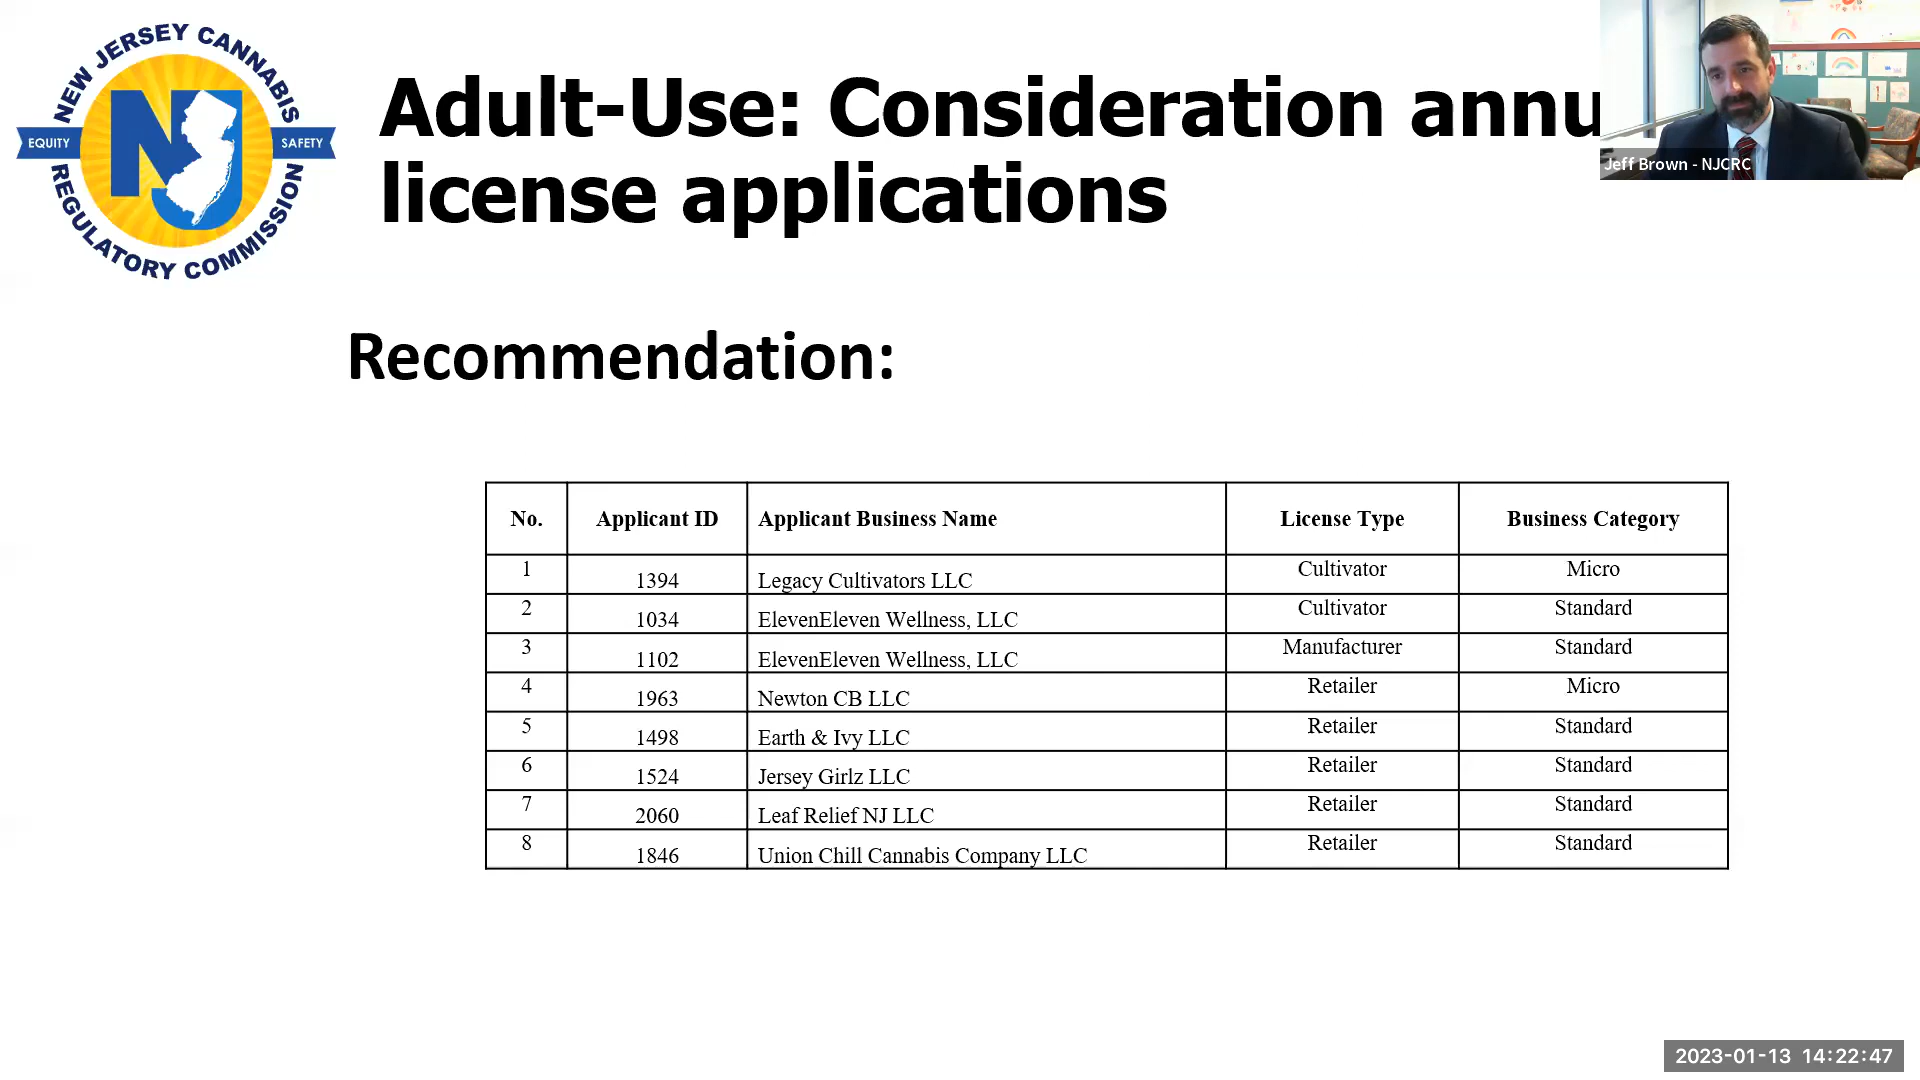 NEW JERSEY CANNABIS
EQUITY
SAFETY
REGULATORY COMMISSION
Adult-Use: Consideration annu
license applications
Jeff Brown - NJCRC
Recommendation:
No. Applicant ID Applicant Business Name License Type Business Category
1 1394 Legacy Cultivators LLC Cultivator Micro
2 1034 ElevenEleven Wellness, LLC Cultivator Standard
3 1102 ElevenEleven Wellness, LLC Manufacturer Standard
4 1963 Newton CB LLC Retailer Micro
5 1498 Earth & Ivy LLC Retailer Standard
6 1524 Jersey Girlz LLC Retailer Standard
7 2060 Leaf Relief NJ LLC Retailer Standard
8 1846 Union Chill Cannabis Company LLC Retailer Standard
2023-01-13 14:22:47